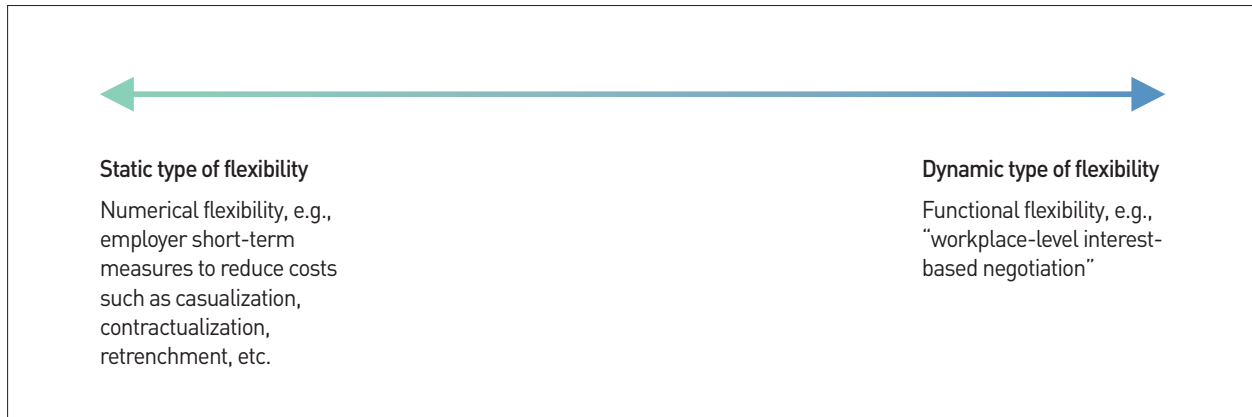 Static type of flexibility
Numerical flexibility, e.g.,
employer short-term
measures to reduce costs
such as casualization,
contractualization,
retrenchment, etc.
Dynamic type of flexibility
Functional flexibility, e.g.,
“workplace-level interest-
based negotiation”